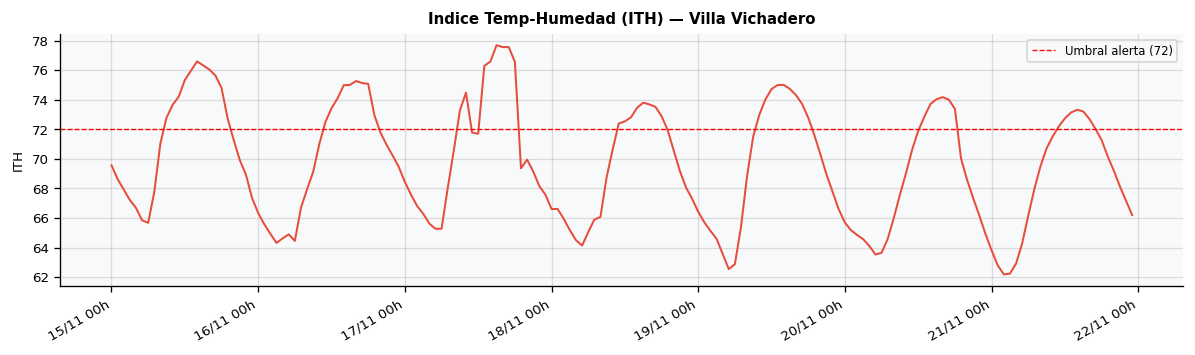 Indice Temp-Humedad (ITH) — Villa Vichadero
Umbral alerta (72)
ITH
78
76
74
72
70
68
66
64
62
15/11 00h
16/11 00h
17/11 00h
18/11 00h
19/11 00h
20/11 00h
21/11 00h
22/11 00h